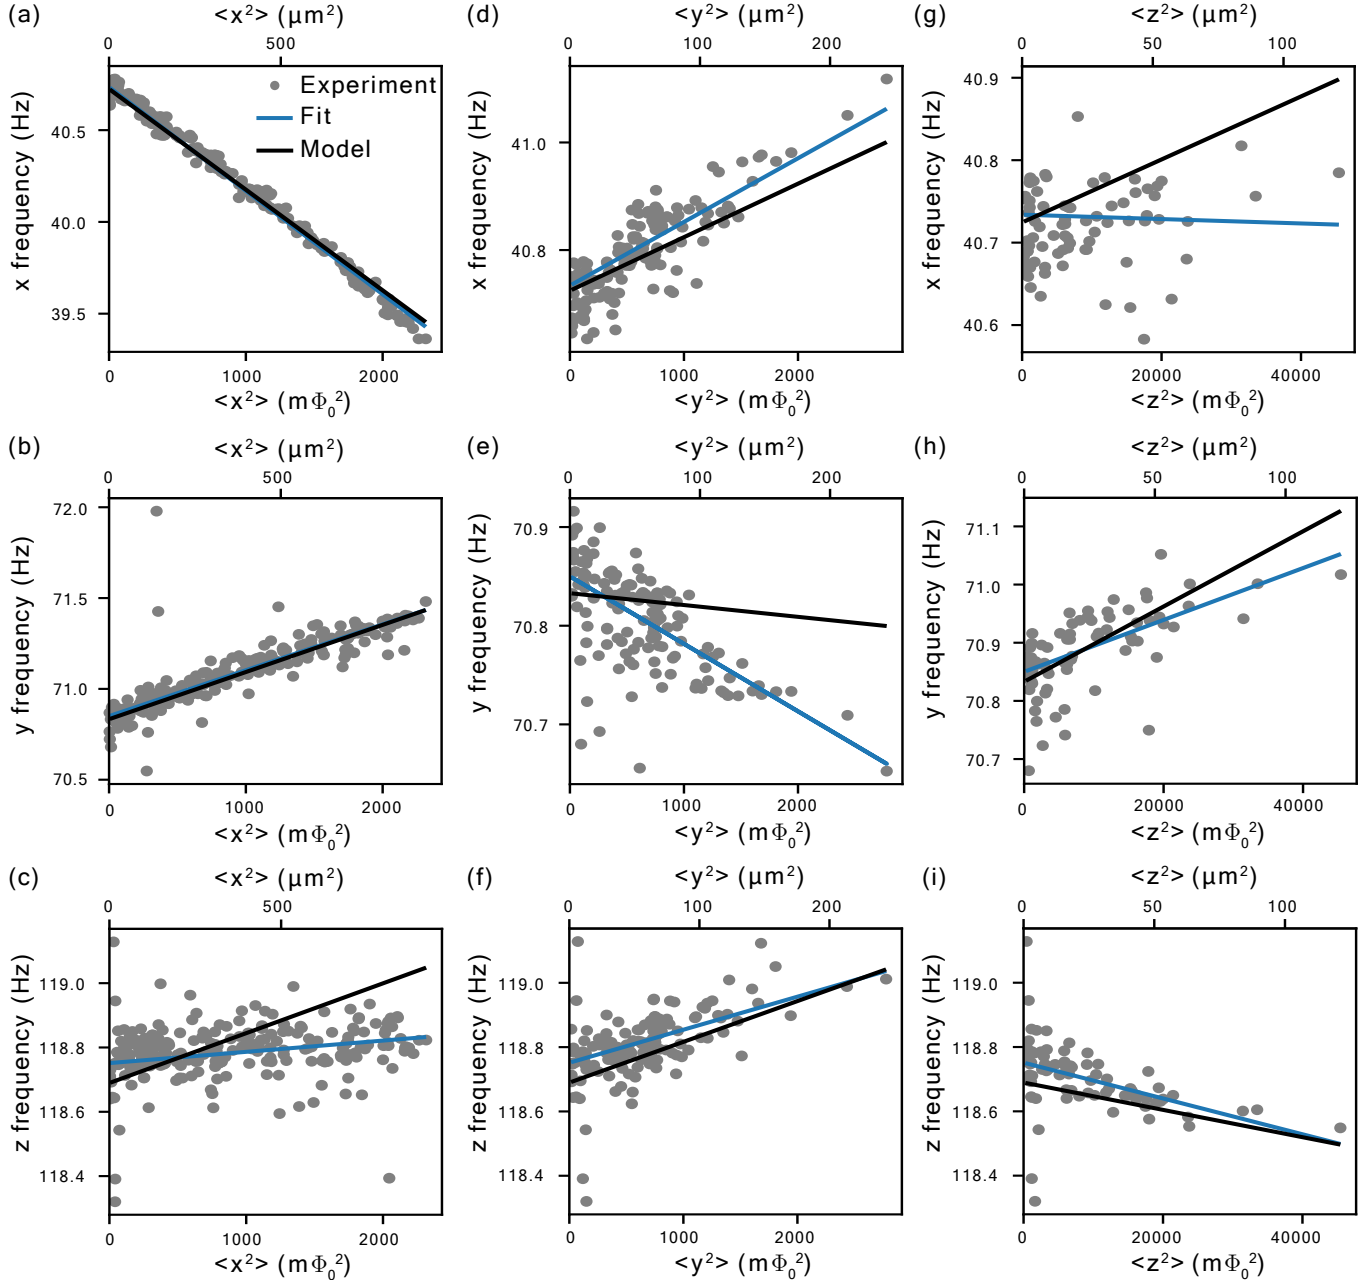 (a)
<x²> (μm²)
0 500
x frequency (Hz)
40.5
40.0
39.5
Experiment
Fit
Model
0 1000 2000
<x²> (mΦ₀²)
(d)
<y²> (μm²)
0 100 200
x frequency (Hz)
41.0
40.8
0 1000 2000
<y²> (mΦ₀²)
(g)
<z²> (μm²)
0 50 100
x frequency (Hz)
40.9
40.8
40.7
40.6
0 20000 40000
<z²> (mΦ₀²)
(b)
<x²> (μm²)
0 500
y frequency (Hz)
72.0
71.5
71.0
70.5
0 1000 2000
<x²> (mΦ₀²)
(e)
<y²> (μm²)
0 100 200
y frequency (Hz)
70.9
70.8
70.7
0 1000 2000
<y²> (mΦ₀²)
(h)
<z²> (μm²)
0 50 100
y frequency (Hz)
71.1
71.0
70.9
70.8
70.7
0 20000 40000
<z²> (mΦ₀²)
(c)
<x²> (μm²)
0 500
z frequency (Hz)
119.0
118.8
118.6
118.4
0 1000 2000
<x²> (mΦ₀²)
(f)
<y²> (μm²)
0 100 200
z frequency (Hz)
119.0
118.8
118.6
118.4
0 1000 2000
<y²> (mΦ₀²)
(i)
<z²> (μm²)
0 50 100
z frequency (Hz)
119.0
118.8
118.6
118.4
0 20000 40000
<z²> (mΦ₀²)